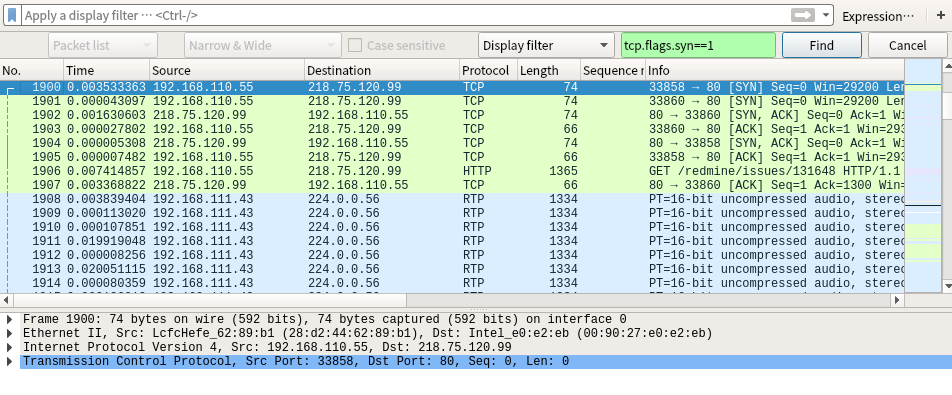 Apply a display filter ⋯ <Ctrl-/> Expression⋯ +
Packet list Narrow & Wide Case sensitive Display filter tcp.flags.syn==1 Find Cancel
No. Time Source Destination Protocol Length Sequence r Info
1900 0.003533363 192.168.110.55 218.75.120.99 TCP 74 33858 → 80 [SYN] Seq=0 Win=29200 Len
1901 0.000043097 192.168.110.55 218.75.120.99 TCP 74 33860 → 80 [SYN] Seq=0 Win=29200 Len
1902 0.001630603 218.75.120.99 192.168.110.55 TCP 74 80 → 33860 [SYN, ACK] Seq=0 Ack=1 W
1903 0.000027802 192.168.110.55 218.75.120.99 TCP 66 33860 → 80 [ACK] Seq=1 Ack=1 Win=293
1904 0.000005308 218.75.120.99 192.168.110.55 TCP 74 80 → 33858 [SYN, ACK] Seq=0 Ack=1 W
1905 0.000007482 192.168.110.55 218.75.120.99 TCP 66 33858 → 80 [ACK] Seq=1 Ack=1 Win=293
1906 0.007414857 192.168.110.55 218.75.120.99 HTTP 1365 GET /redmine/issues/131648 HTTP/1.1
1907 0.003368822 218.75.120.99 192.168.110.55 TCP 66 80 → 33860 [ACK] Seq=1 Ack=1300 Win=
1908 0.003839404 192.168.111.43 224.0.0.56 RTP 1334 PT=16-bit uncompressed audio, stereo
1909 0.000113020 192.168.111.43 224.0.0.56 RTP 1334 PT=16-bit uncompressed audio, stereo
1910 0.000107851 192.168.111.43 224.0.0.56 RTP 1334 PT=16-bit uncompressed audio, stereo
1911 0.019919048 192.168.111.43 224.0.0.56 RTP 1334 PT=16-bit uncompressed audio, stereo
1912 0.000008256 192.168.111.43 224.0.0.56 RTP 1334 PT=16-bit uncompressed audio, stereo
1913 0.020051115 192.168.111.43 224.0.0.56 RTP 1334 PT=16-bit uncompressed audio, stereo
1914 0.000080359 192.168.111.43 224.0.0.56 RTP 1334 PT=16-bit uncompressed audio, stereo
Frame 1900: 74 bytes on wire (592 bits), 74 bytes captured (592 bits) on interface 0
Ethernet II, Src: LcfcHefe_62:89:b1 (28:d2:44:62:89:b1), Dst: Intel_e0:e2:eb (00:90:27:e0:e2:eb)
Internet Protocol Version 4, Src: 192.168.110.55, Dst: 218.75.120.99
Transmission Control Protocol, Src Port: 33858, Dst Port: 80, Seq: 0, Len: 0